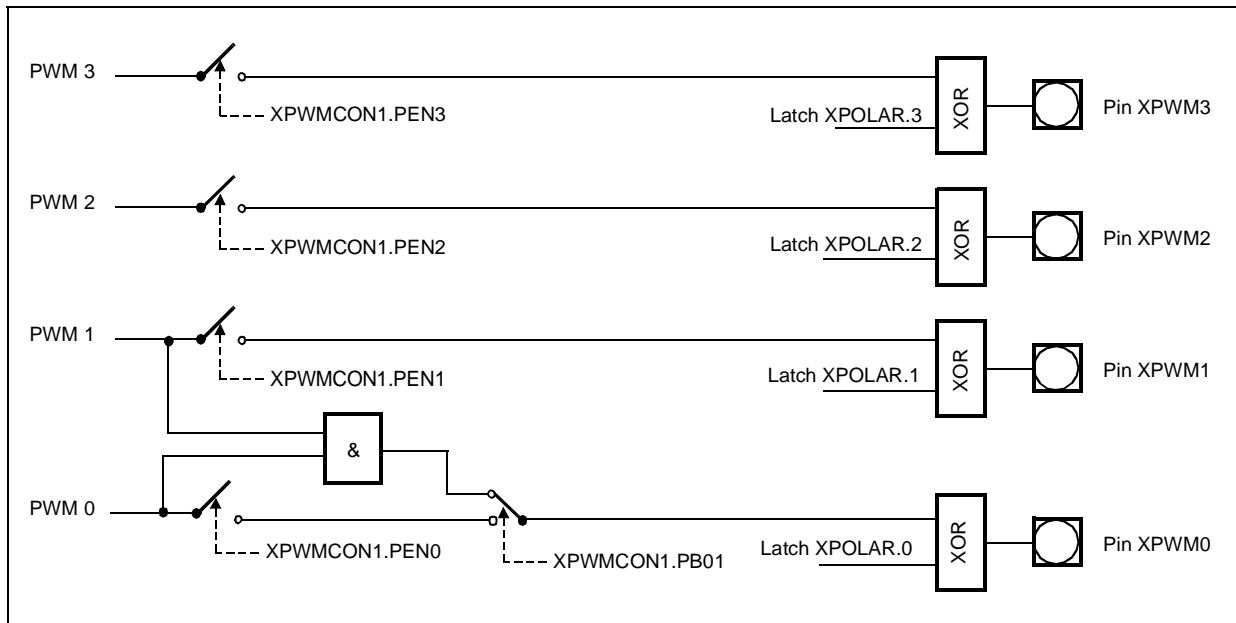 PWM 3
XPWMCON1.PEN3
Latch XPOLAR.3
XOR
Pin XPWM3
PWM 2
XPWMCON1.PEN2
Latch XPOLAR.2
XOR
Pin XPWM2
PWM 1
XPWMCON1.PEN1
Latch XPOLAR.1
XOR
Pin XPWM1
&
PWM 0
XPWMCON1.PEN0
XPWMCON1.PB01
Latch XPOLAR.0
XOR
Pin XPWM0